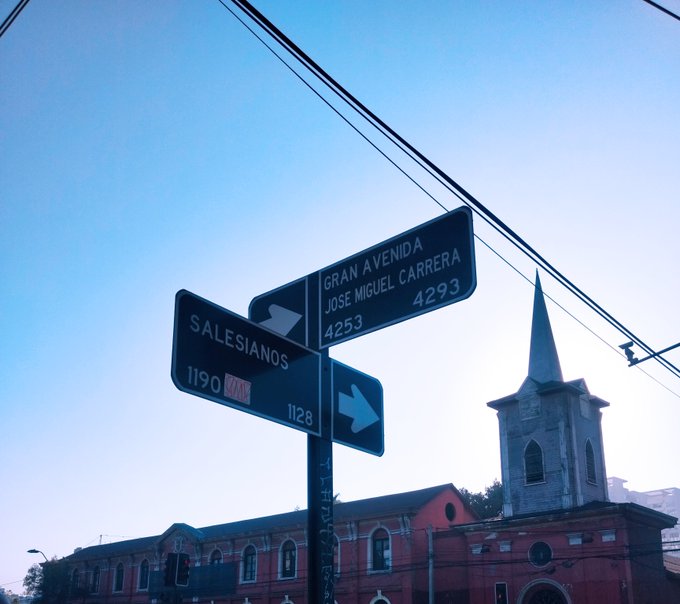 GRAN AVENIDA
JOSE MIGUEL CARRERA
4253 4293
SALESIANOS
1190 1128